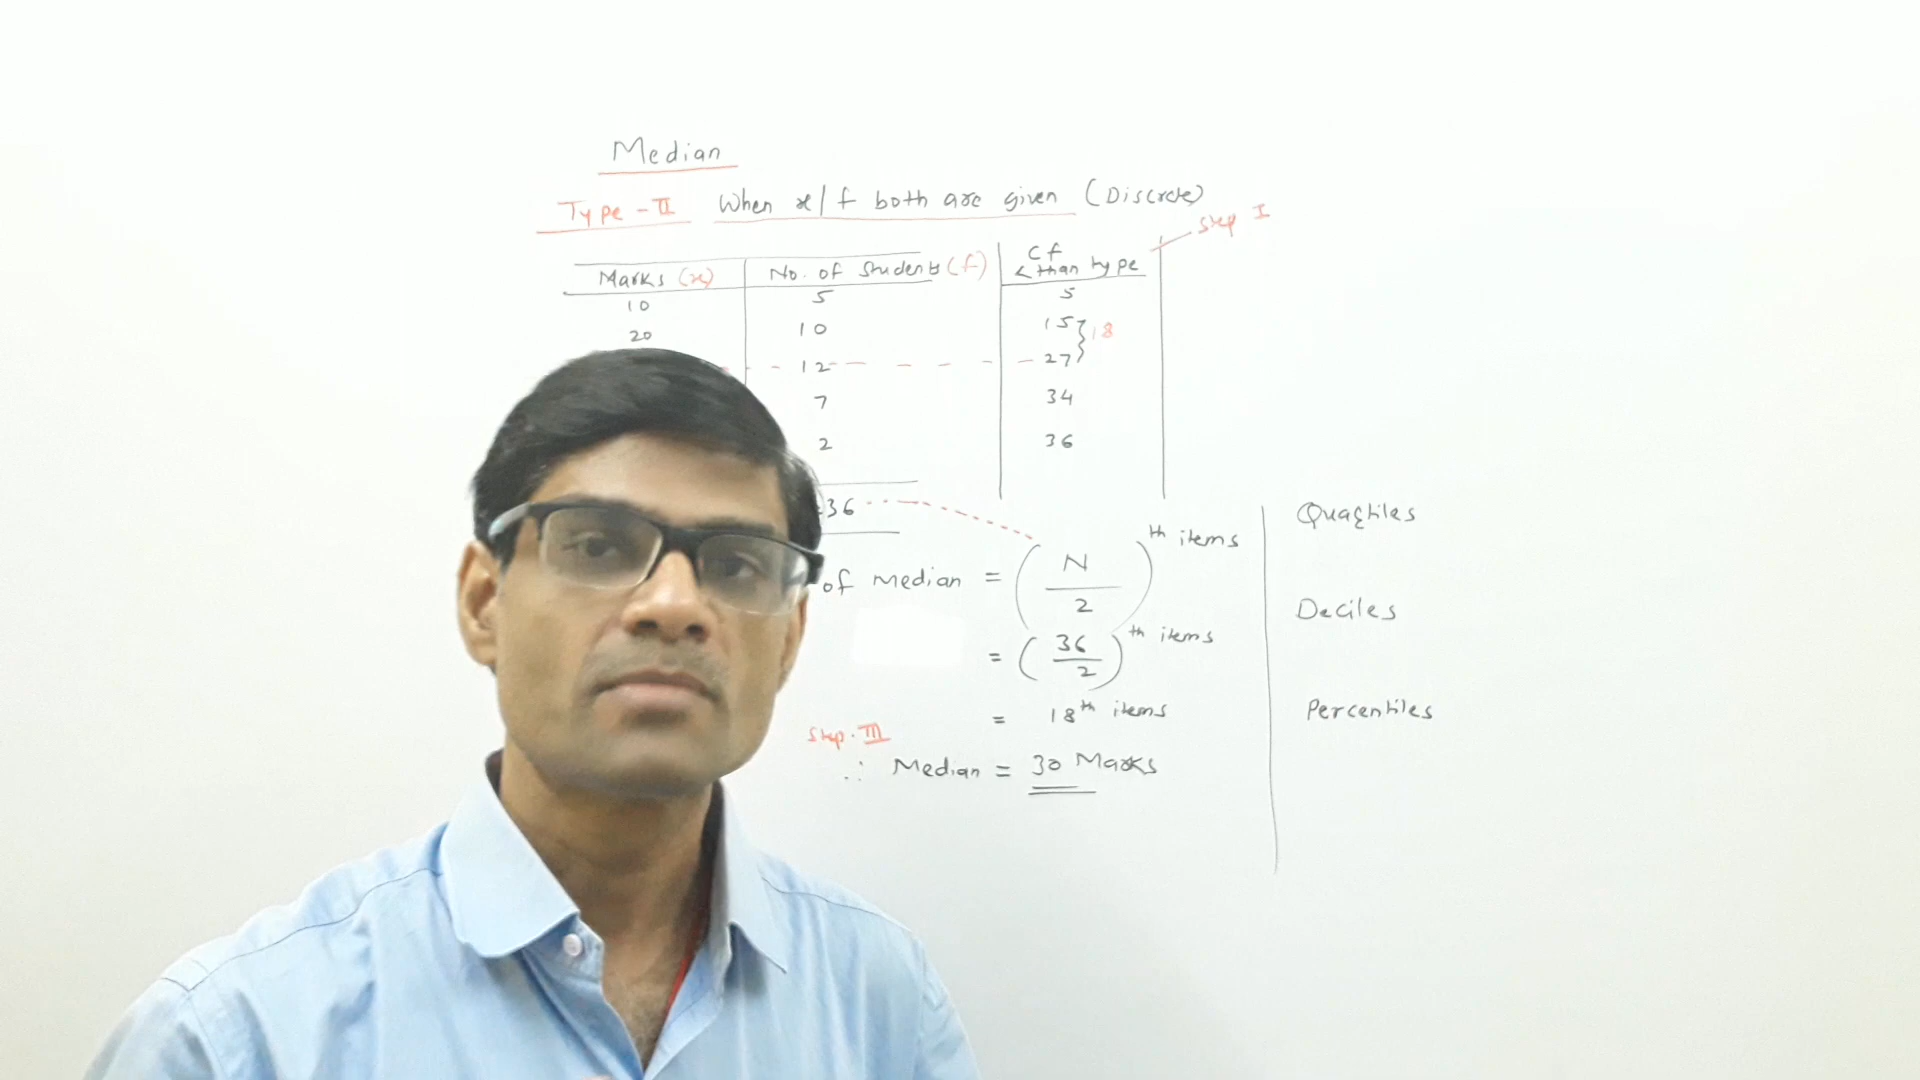 Median
Type-II When x/f both are given (Discrete)
Step I
Marks (x) No. of Students (f) Cf < than type
10 5 5
20 10 15 } 18
12 27
7 34
2 36
36
of Median = (N/2)th items
= (36/2)th items
= 18th items
Step. III
∴ Median = 30 Marks
Quartiles
Deciles
Percentiles